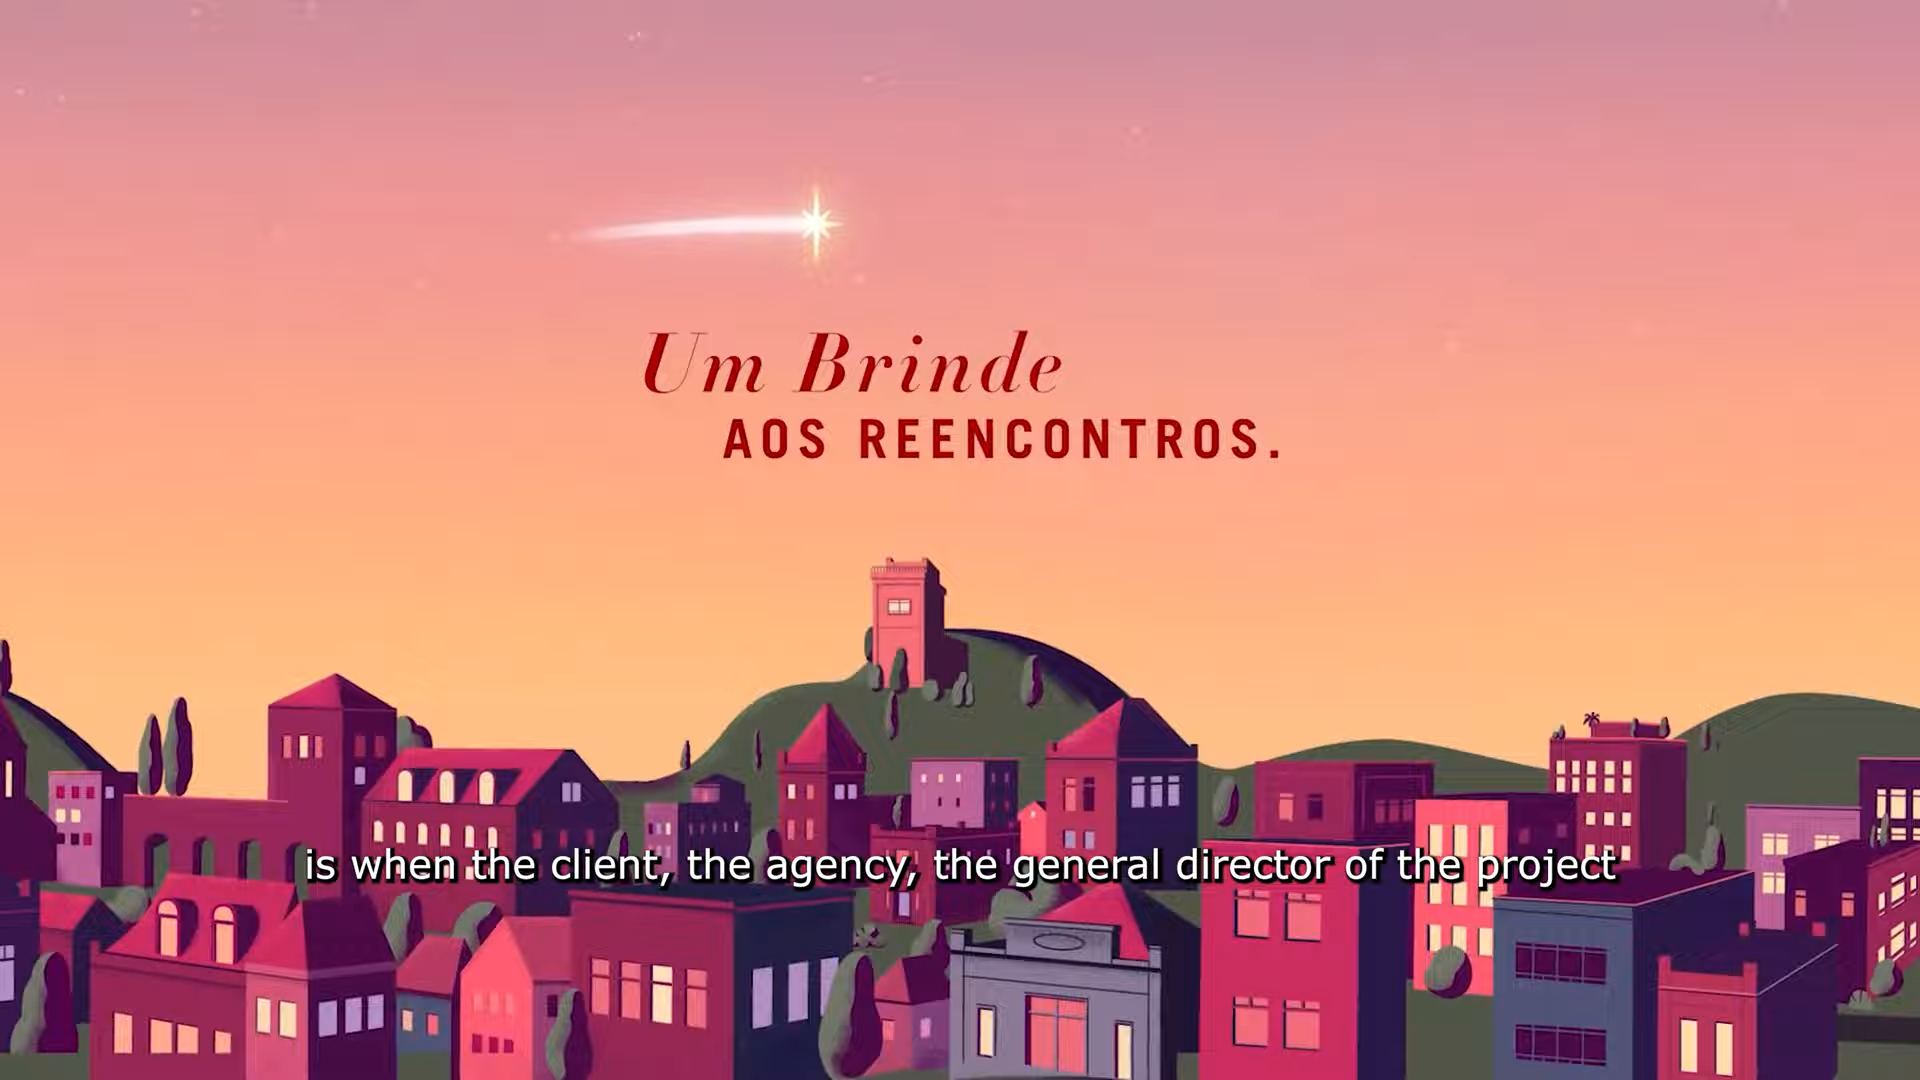 Um Brinde
AOS REENCONTROS.
is when the client, the agency, the general director of the project